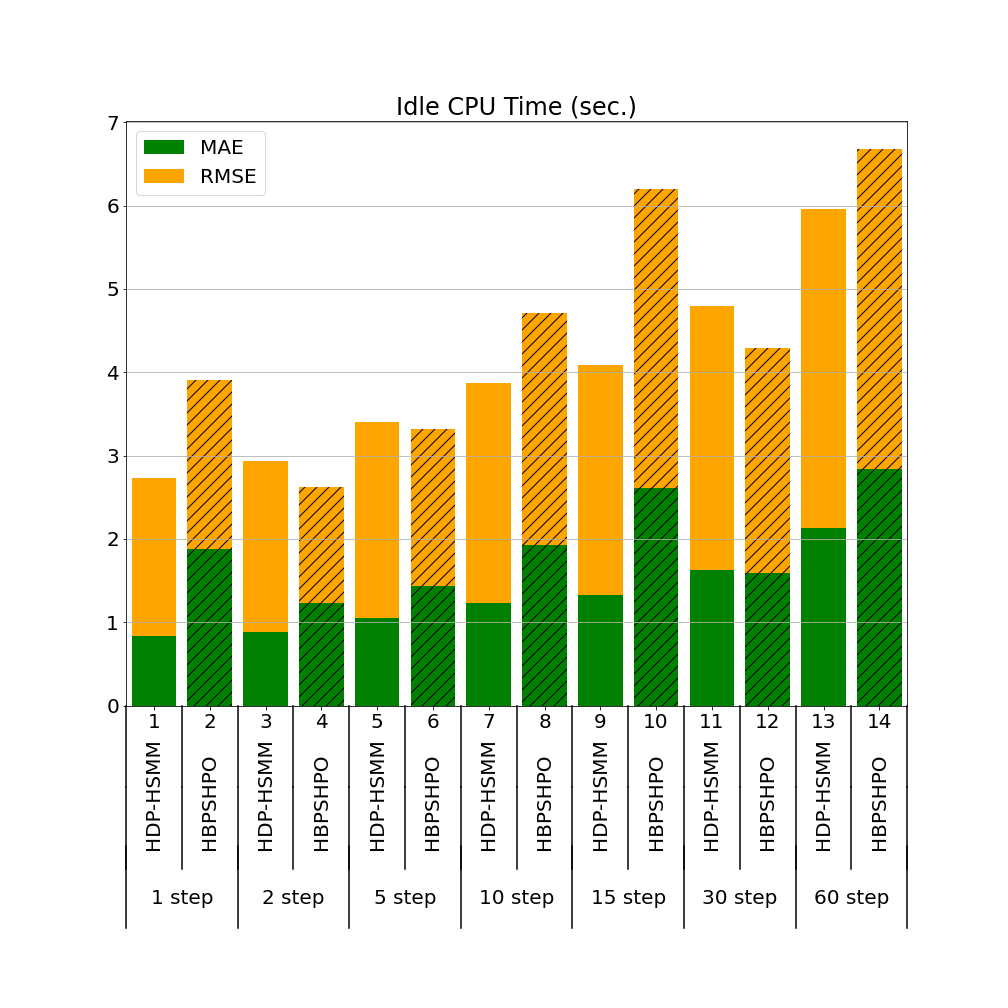 Idle CPU Time (sec.)
MAE
RMSE
7
6
5
4
3
2
1
0
1 2 3 4 5 6 7 8 9 10 11 12 13 14
HDP-HSMM HBPSHPO HDP-HSMM HBPSHPO HDP-HSMM HBPSHPO HDP-HSMM HBPSHPO HDP-HSMM HBPSHPO HDP-HSMM HBPSHPO HDP-HSMM HBPSHPO
1 step 2 step 5 step 10 step 15 step 30 step 60 step